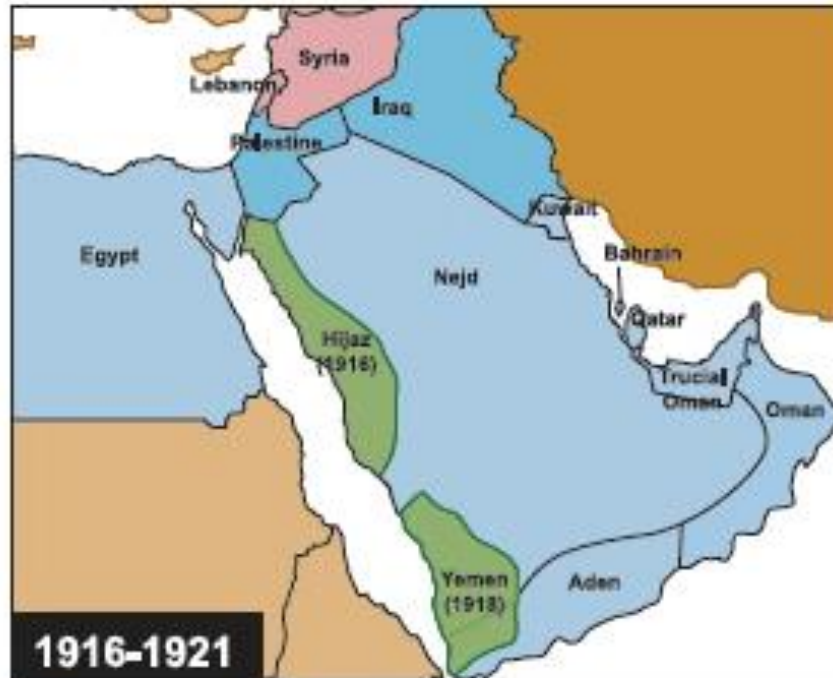 Syria
Lebanon
Iraq
Palestine
Kuwait
Egypt
Nejd
Bahrain
Qatar
Hijaz
(1916)
Trucial
Oman
Oman
Yemen
(1918)
Aden
1916-1921